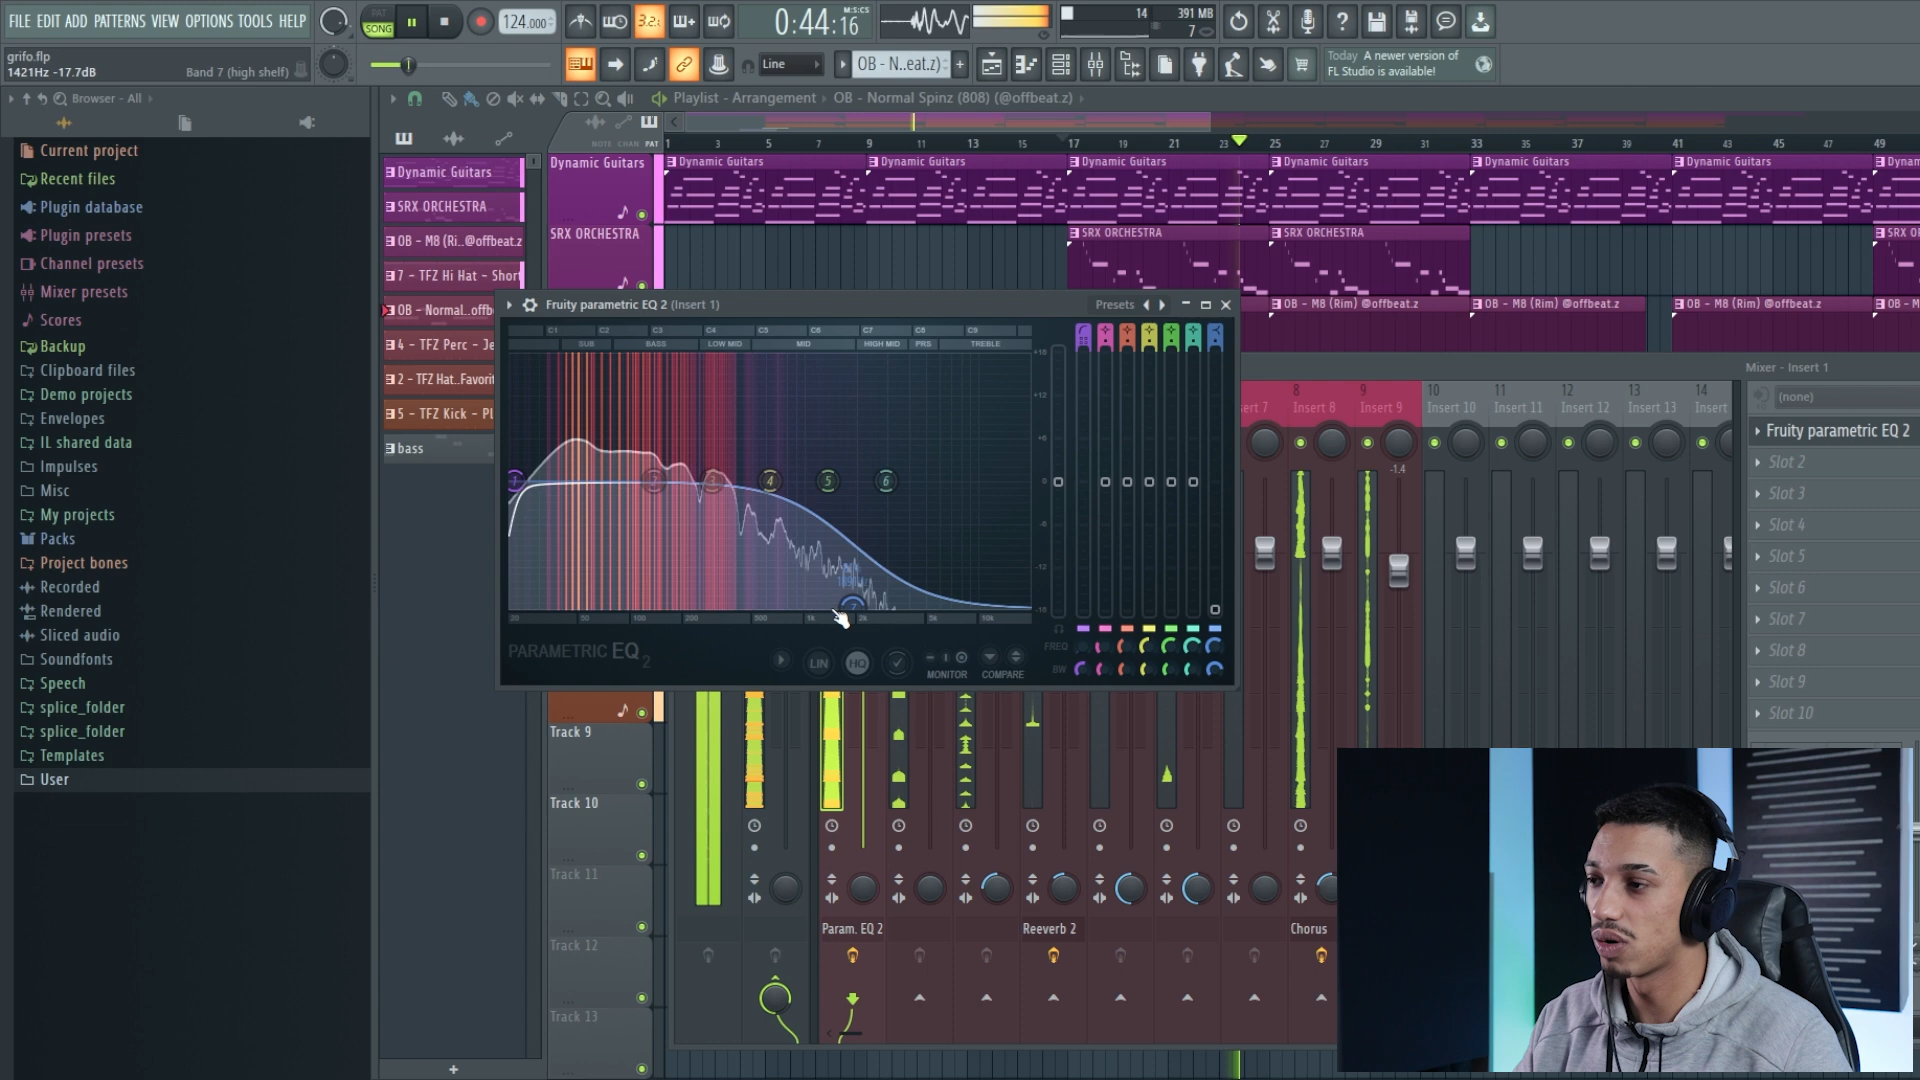 FILE EDIT ADD PATTERNS VIEW OPTIONS TOOLS HELP
PAT
SONG
124.000
3.2.
0:44:16
M:S:CS
14
391 MB
7
grifo.flp
1421Hz -17.7dB
Band 7 (high shelf)
Line
OB - N..eat.z)
Today A newer version of
FL Studio is available!
Browser - All
Playlist - Arrangement
OB - Normal Spinz (808) (@offbeat.z)
Current project
Recent files
Plugin database
Plugin presets
Channel presets
Mixer presets
Scores
Backup
Clipboard files
Demo projects
Envelopes
IL shared data
Impulses
Misc
My projects
Packs
Project bones
Recorded
Rendered
Sliced audio
Soundfonts
Speech
splice_folder
splice_folder
Templates
User
Dynamic Guitars
SRX ORCHESTRA
OB - M8 (Ri..@offbeat.z
7 - TFZ Hi Hat - Short
OB - Normal..offb
4 - TFZ Perc - Je
2 - TFZ Hat..Favorit
5 - TFZ Kick - Pl
bass
NOTE CHAN PAT
1 3 5 7 9 11 13 15 17 19 21 23 25 27 29 31 33 35 37 39 41 43 45 47 49
Dynamic Guitars
Dynamic Guitars
Dynamic Guitars
Dynamic Guitars
Dynamic Guitars
Dynamic Guitars
Dynamic Guitars
Dynam
SRX ORCHESTRA
SRX ORCHESTRA
SRX ORCHESTRA
SRX OR
OB - M8 (Rim) @offbeat.z
OB - M8 (Rim) @offbeat.z
OB - M8 (Rim) @offbeat.z
OB - M
Fruity parametric EQ 2 (Insert 1)
Presets
C1 C2 C3 C4 C5 C6 C7 C8 C9
SUB BASS LOW MID MID HIGH MID PRS TREBLE
1 2 3 4 5 6 7
20 50 100 200 500 1k 2k 5k 10k
PARAMETRIC EQ 2
LIN
HQ
MONITOR
COMPARE
FREQ
BW
Mixer - Insert 1
8 9 10 11 12 13 14
sert 7 Insert 8 Insert 9 Insert 10 Insert 11 Insert 12 Insert 13 Insert
-1.4
(none)
Fruity parametric EQ 2
Slot 2
Slot 3
Slot 4
Slot 5
Slot 6
Slot 7
Slot 8
Slot 9
Slot 10
Track 9
Track 10
Track 11
Track 12
Track 13
Param. EQ 2
Reeverb 2
Chorus